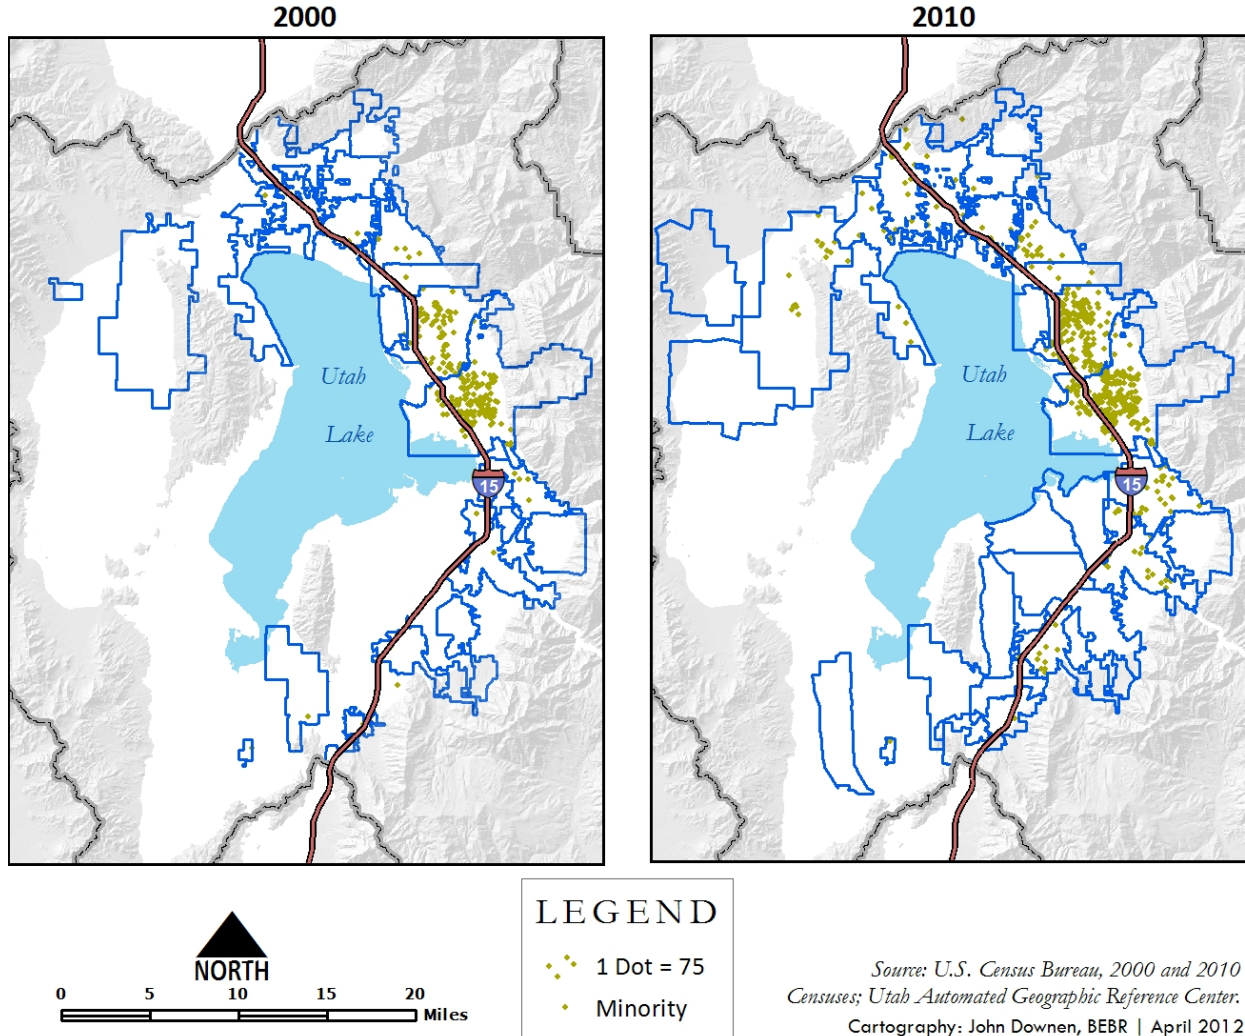 2000
2010
Utah
Lake
15
Utah
Lake
15
NORTH
0 5 10 15 20 Miles
LEGEND
1 Dot = 75
Minority
Source: U.S. Census Bureau, 2000 and 2010
Censuses; Utah Automated Geographic Reference Center.
Cartography: John Downen, BEBR | April 2012